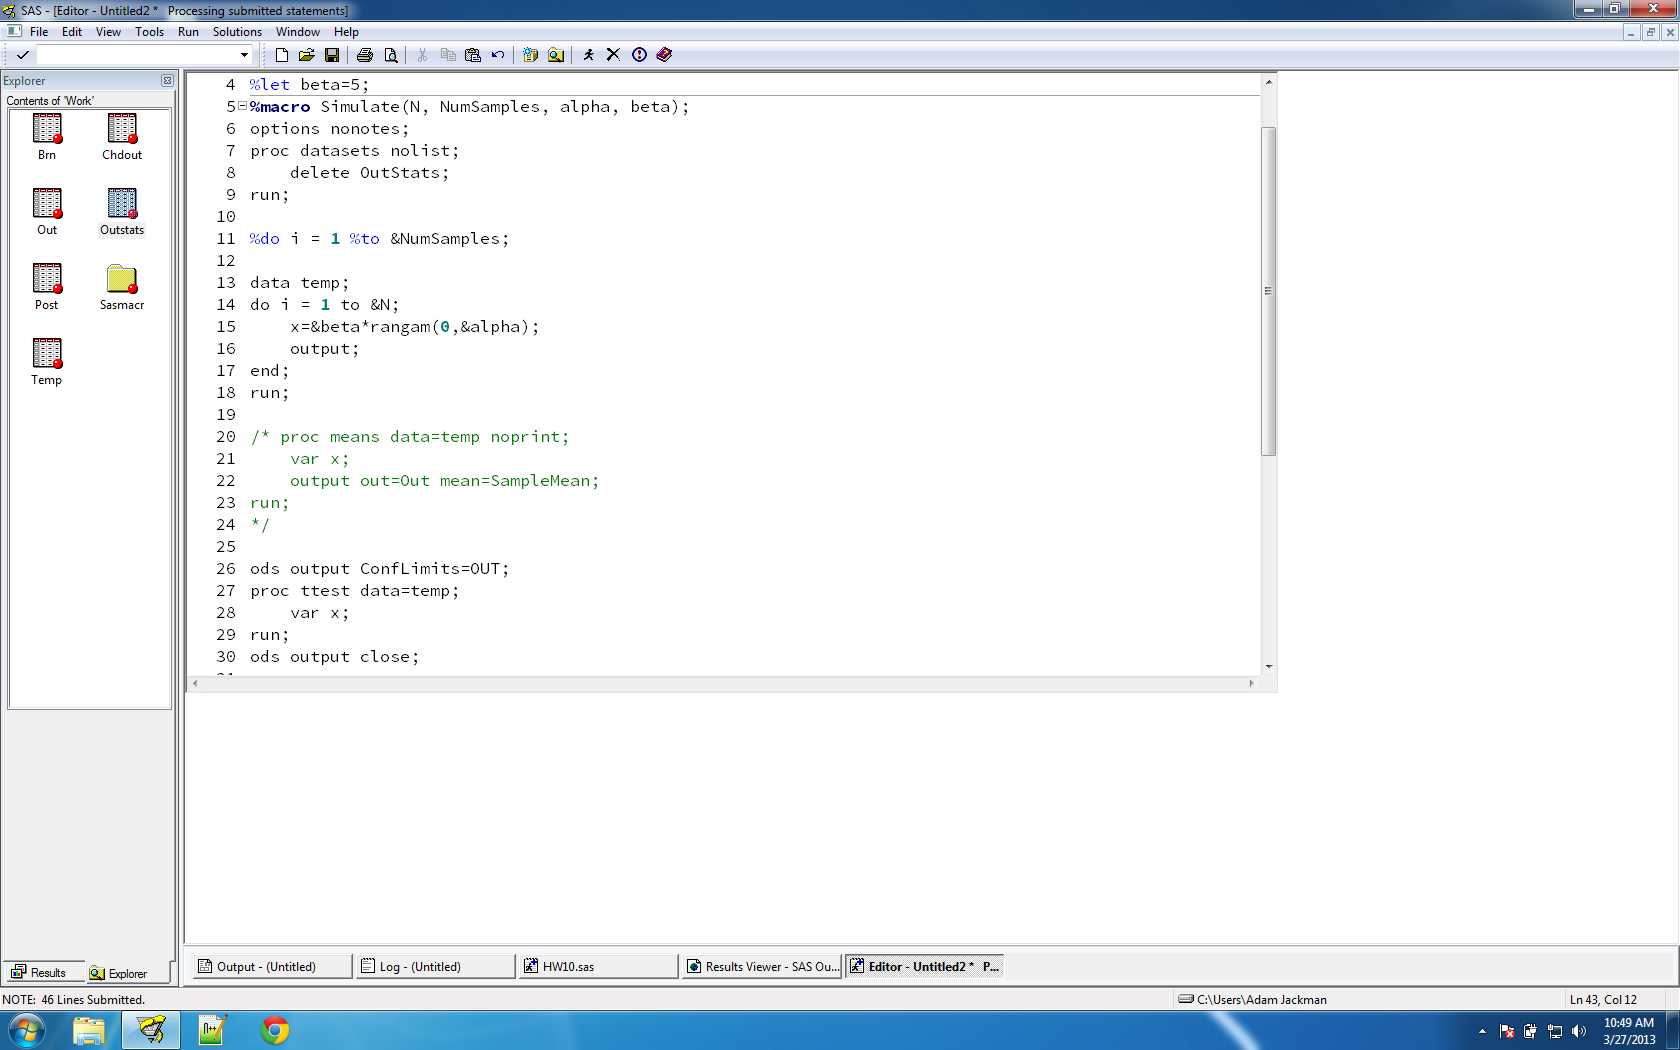 SAS - [Editor - Untitled2 * Processing submitted statements]
File Edit View Tools Run Solutions Window Help
Explorer
Contents of 'Work'
Brn Chdout
Out Outstats
Post Sasmacr
Temp
4 %let beta=5;
5 %macro Simulate(N, NumSamples, alpha, beta);
6 options nonotes;
7 proc datasets nolist;
8     delete OutStats;
9 run;
10
11 %do i = 1 %to &NumSamples;
12
13 data temp;
14 do i = 1 to &N;
15     x=&beta*rangam(0,&alpha);
16     output;
17 end;
18 run;
19
20 /* proc means data=temp noprint;
21     var x;
22     output out=Out mean=SampleMean;
23 run;
24 */
25
26 ods output ConfLimits=OUT;
27 proc ttest data=temp;
28     var x;
29 run;
30 ods output close;
Results Explorer
Output - (Untitled) Log - (Untitled) HW10.sas Results Viewer - SAS Ou... Editor - Untitled2 * P...
NOTE: 46 Lines Submitted. C:\Users\Adam Jackman Ln 43, Col 12
10:49 AM
3/27/2013